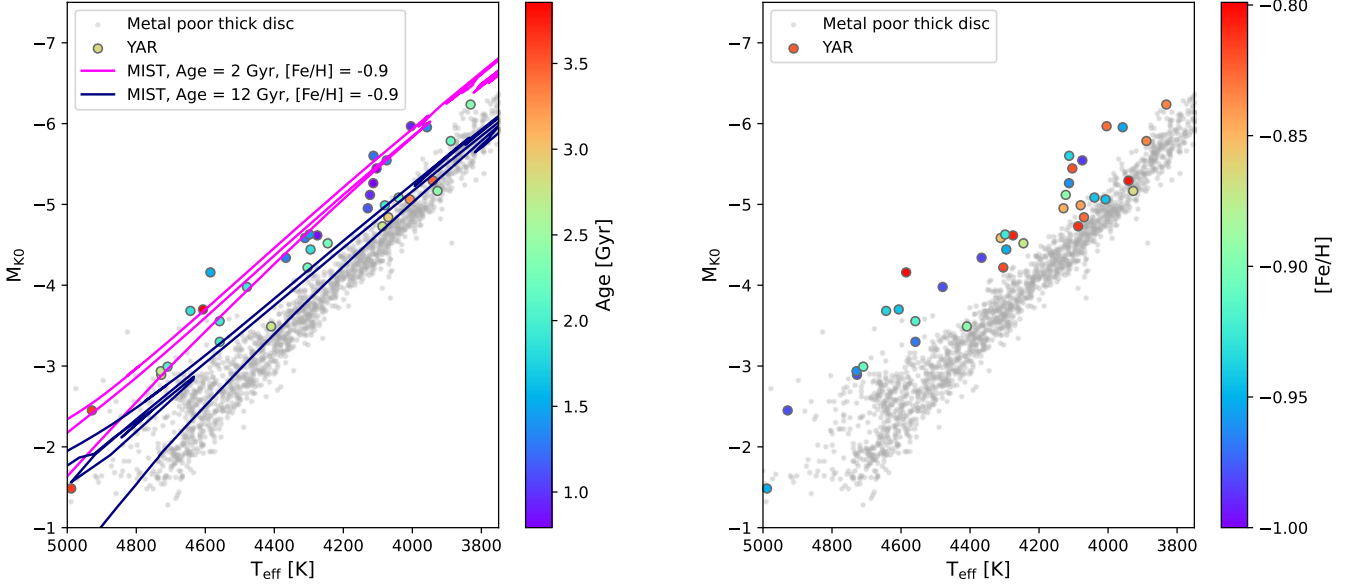 Metal poor thick disc
YAR
MIST, Age = 2 Gyr, [Fe/H] = -0.9
MIST, Age = 12 Gyr, [Fe/H] = -0.9
−7
−6
−5
−4
−3
−2
−1
M_K0
5000 4800 4600 4400 4200 4000 3800
T_eff [K]
3.5
3.0
2.5
2.0
1.5
1.0
Age [Gyr]
Metal poor thick disc
YAR
−7
−6
−5
−4
−3
−2
−1
M_K0
5000 4800 4600 4400 4200 4000 3800
T_eff [K]
−0.80
−0.85
−0.90
−0.95
−1.00
[Fe/H]